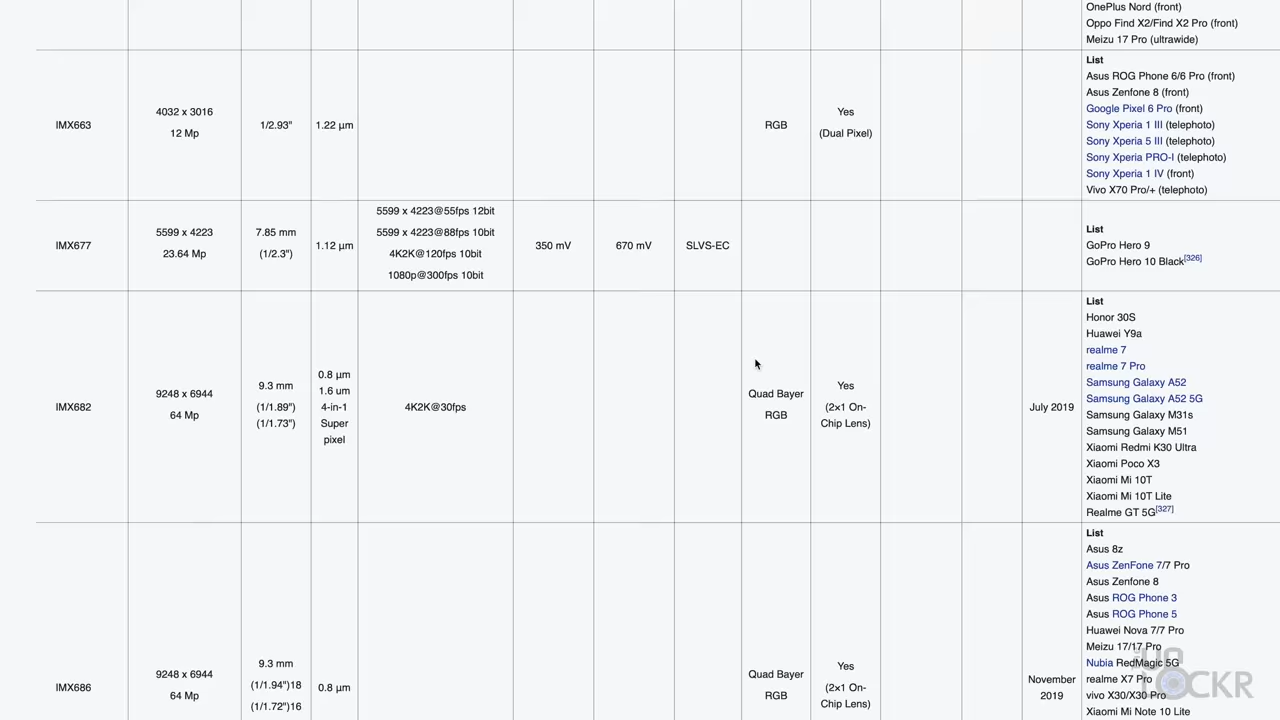 OnePlus Nord (front)
Oppo Find X2/Find X2 Pro (front)
Meizu 17 Pro (ultrawide)
IMX663
4032 x 3016
12 Mp
1/2.93"
1.22 μm
RGB
Yes
(Dual Pixel)
List
Asus ROG Phone 6/6 Pro (front)
Asus Zenfone 8 (front)
Google Pixel 6 Pro (front)
Sony Xperia 1 III (telephoto)
Sony Xperia 5 III (telephoto)
Sony Xperia PRO-I (telephoto)
Sony Xperia 1 IV (front)
Vivo X70 Pro/+ (telephoto)
IMX677
5599 x 4223
23.64 Mp
7.85 mm
(1/2.3")
1.12 μm
5599 x 4223@55fps 12bit
5599 x 4223@88fps 10bit
4K2K@120fps 10bit
1080p@300fps 10bit
350 mV
670 mV
SLVS-EC
List
GoPro Hero 9
GoPro Hero 10 Black[326]
IMX682
9248 x 6944
64 Mp
9.3 mm
(1/1.89")
(1/1.73")
0.8 μm
1.6 um
4-in-1
Super
pixel
4K2K@30fps
Quad Bayer
RGB
Yes
(2×1 On-
Chip Lens)
July 2019
List
Honor 30S
Huawei Y9a
realme 7
realme 7 Pro
Samsung Galaxy A52
Samsung Galaxy A52 5G
Samsung Galaxy M31s
Samsung Galaxy M51
Xiaomi Redmi K30 Ultra
Xiaomi Poco X3
Xiaomi Mi 10T
Xiaomi Mi 10T Lite
Realme GT 5G[327]
IMX686
9248 x 6944
64 Mp
9.3 mm
(1/1.94")18
(1/1.72")16
0.8 μm
Quad Bayer
RGB
Yes
(2×1 On-
Chip Lens)
November
2019
List
Asus 8z
Asus ZenFone 7/7 Pro
Asus Zenfone 8
Asus ROG Phone 3
Asus ROG Phone 5
Huawei Nova 7/7 Pro
Meizu 17/17 Pro
Nubia RedMagic 5G
realme X7 Pro
vivo X30/X30 Pro
Xiaomi Mi Note 10 Lite